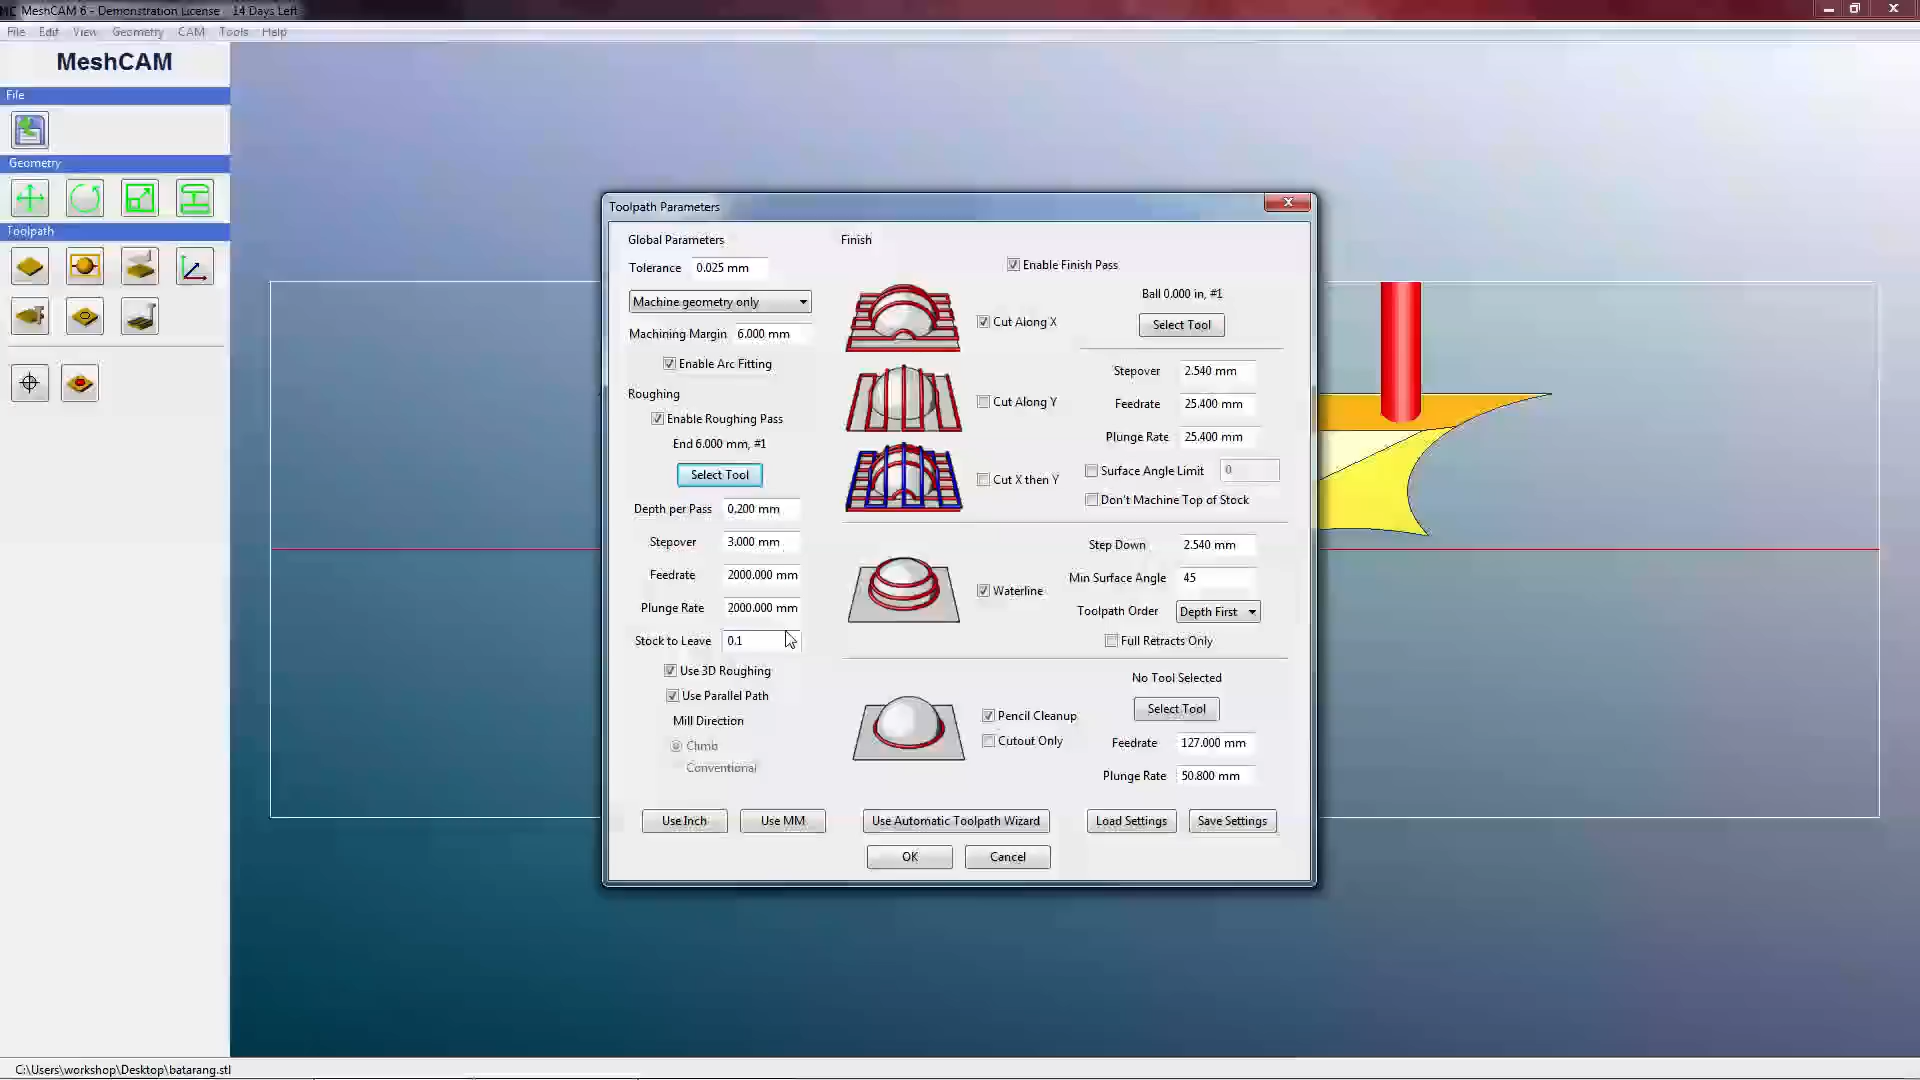 MeshCAM 6 - Demonstration License - 14 Days Left
File Edit View Geometry CAM Tools Help
MeshCAM
File
Geometry
Toolpath
Toolpath Parameters
Global Parameters
Tolerance 0.025 mm
Machine geometry only
Machining Margin 6.000 mm
Enable Arc Fitting
Roughing
Enable Roughing Pass
End 6.000 mm, #1
Select Tool
Depth per Pass 0.200 mm
Stepover 3.000 mm
Feedrate 2000.000 mm
Plunge Rate 2000.000 mm
Stock to Leave 0.1
Use 3D Roughing
Use Parallel Path
Mill Direction
Climb
Conventional
Finish
Enable Finish Pass
Cut Along X
Cut Along Y
Cut X then Y
Ball 0.000 in, #1
Select Tool
Stepover 2.540 mm
Feedrate 25.400 mm
Plunge Rate 25.400 mm
Surface Angle Limit 0
Don't Machine Top of Stock
Waterline
Step Down 2.540 mm
Min Surface Angle 45
Toolpath Order Depth First
Full Retracts Only
Pencil Cleanup
Cutout Only
No Tool Selected
Select Tool
Feedrate 127.000 mm
Plunge Rate 50.800 mm
Use Inch Use MM Use Automatic Toolpath Wizard Load Settings Save Settings
OK Cancel
C:\Users\workshop\Desktop\batarang.stl